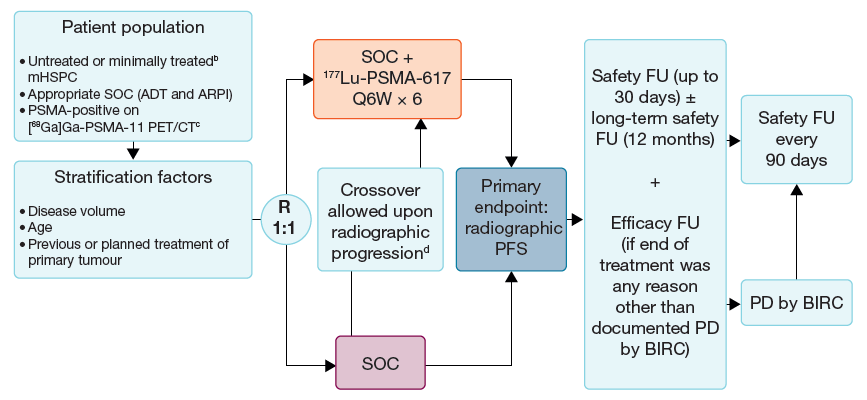 Patient population
• Untreated or minimally treatedᵇ
mHSPC
• Appropriate SOC (ADT and ARPI)
• PSMA-positive on
[⁶⁸Ga]Ga-PSMA-11 PET/CTᶜ
Stratification factors
• Disease volume
• Age
• Previous or planned treatment of
primary tumour
R
1:1
SOC +
¹⁷⁷Lu-PSMA-617
Q6W × 6
Crossover
allowed upon
radiographic
progressionᵈ
SOC
Primary
endpoint:
radiographic
PFS
Safety FU (up to
30 days) ±
long-term safety
FU (12 months)
+
Efficacy FU
(if end of
treatment was
any reason
other than
documented PD
by BIRC)
Safety FU
every
90 days
PD by BIRC